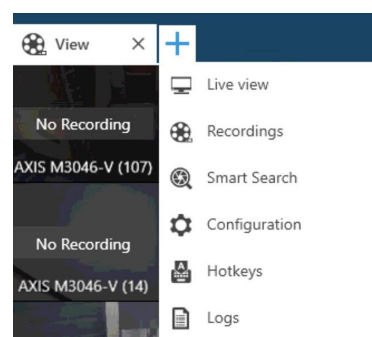 View
Live view
No Recording
Recordings
AXIS M3046-V (107)
Smart Search
Configuration
No Recording
Hotkeys
AXIS M3046-V (14)
Logs